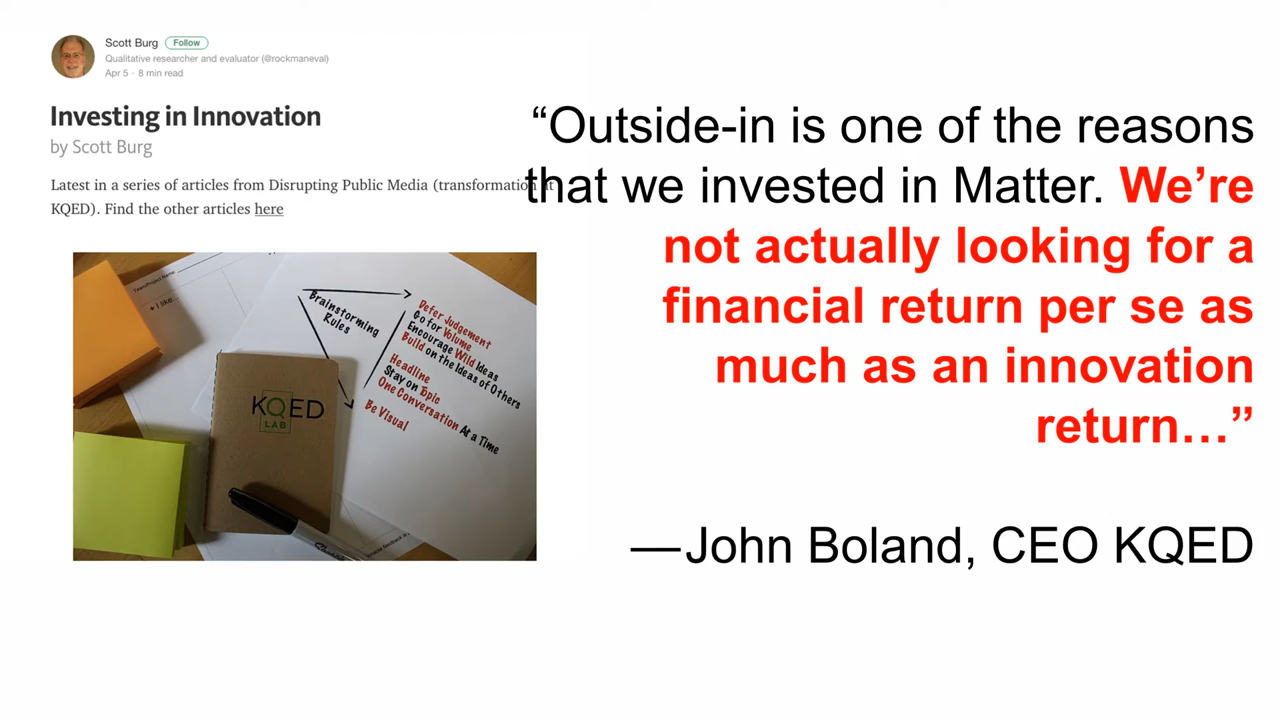 Scott Burg Follow
Qualitative researcher and evaluator (@rockmaneval)
Apr 5 · 8 min read
Investing in Innovation
by Scott Burg
Latest in a series of articles from Disrupting Public Media (transformation at
KQED). Find the other articles here
Team/Project Name:
+ I like...
Brainstorming
Rules
Defer Judgement
Go for Volume
Encourage Wild Ideas
Build on the Ideas of Others
Headline
Stay on Topic
One Conversation At a Time
Be Visual
KQED
LAB
“Outside-in is one of the reasons
that we invested in Matter. We’re
not actually looking for a
financial return per se as
much as an innovation
return…”
—John Boland, CEO KQED